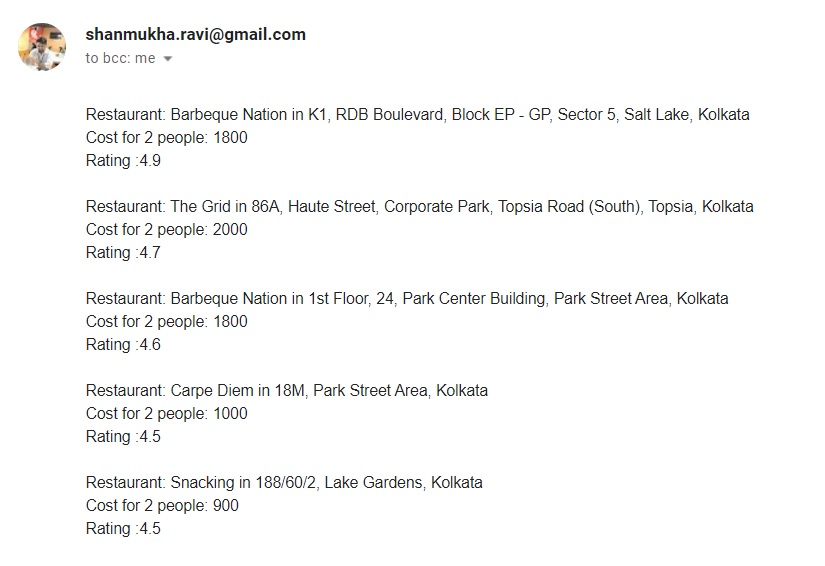 shanmukha.ravi@gmail.com
to bcc: me
Restaurant: Barbeque Nation in K1, RDB Boulevard, Block EP - GP, Sector 5, Salt Lake, Kolkata
Cost for 2 people: 1800
Rating :4.9
Restaurant: The Grid in 86A, Haute Street, Corporate Park, Topsia Road (South), Topsia, Kolkata
Cost for 2 people: 2000
Rating :4.7
Restaurant: Barbeque Nation in 1st Floor, 24, Park Center Building, Park Street Area, Kolkata
Cost for 2 people: 1800
Rating :4.6
Restaurant: Carpe Diem in 18M, Park Street Area, Kolkata
Cost for 2 people: 1000
Rating :4.5
Restaurant: Snacking in 188/60/2, Lake Gardens, Kolkata
Cost for 2 people: 900
Rating :4.5